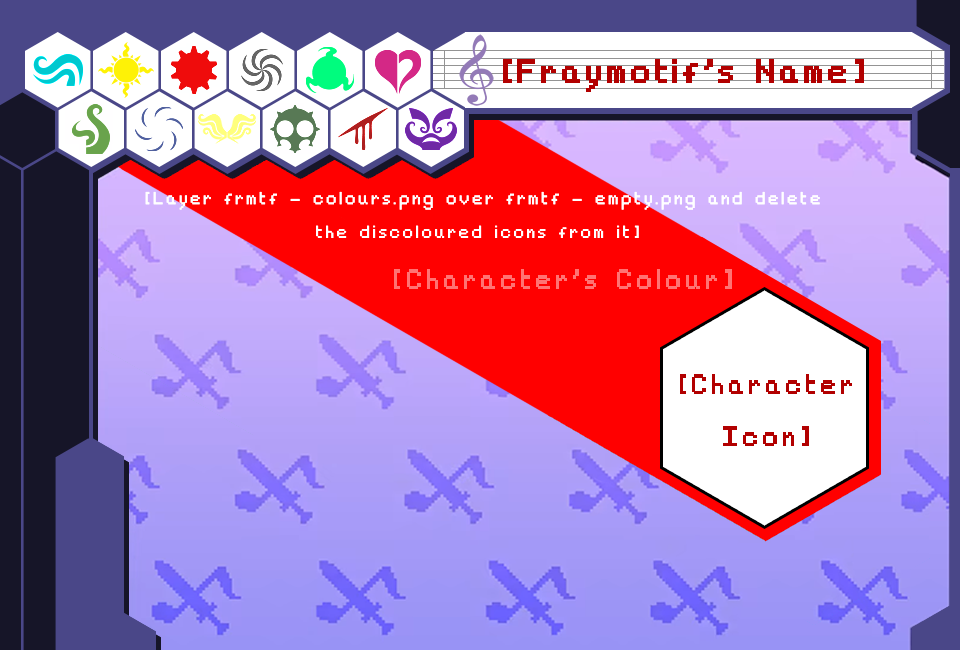 [Fraymotif's Name]
[Layer frmtf - colours.png over frmtf - empty.png and delete
the discoloured icons from it]
[Character's Colour]
[Character
Icon]